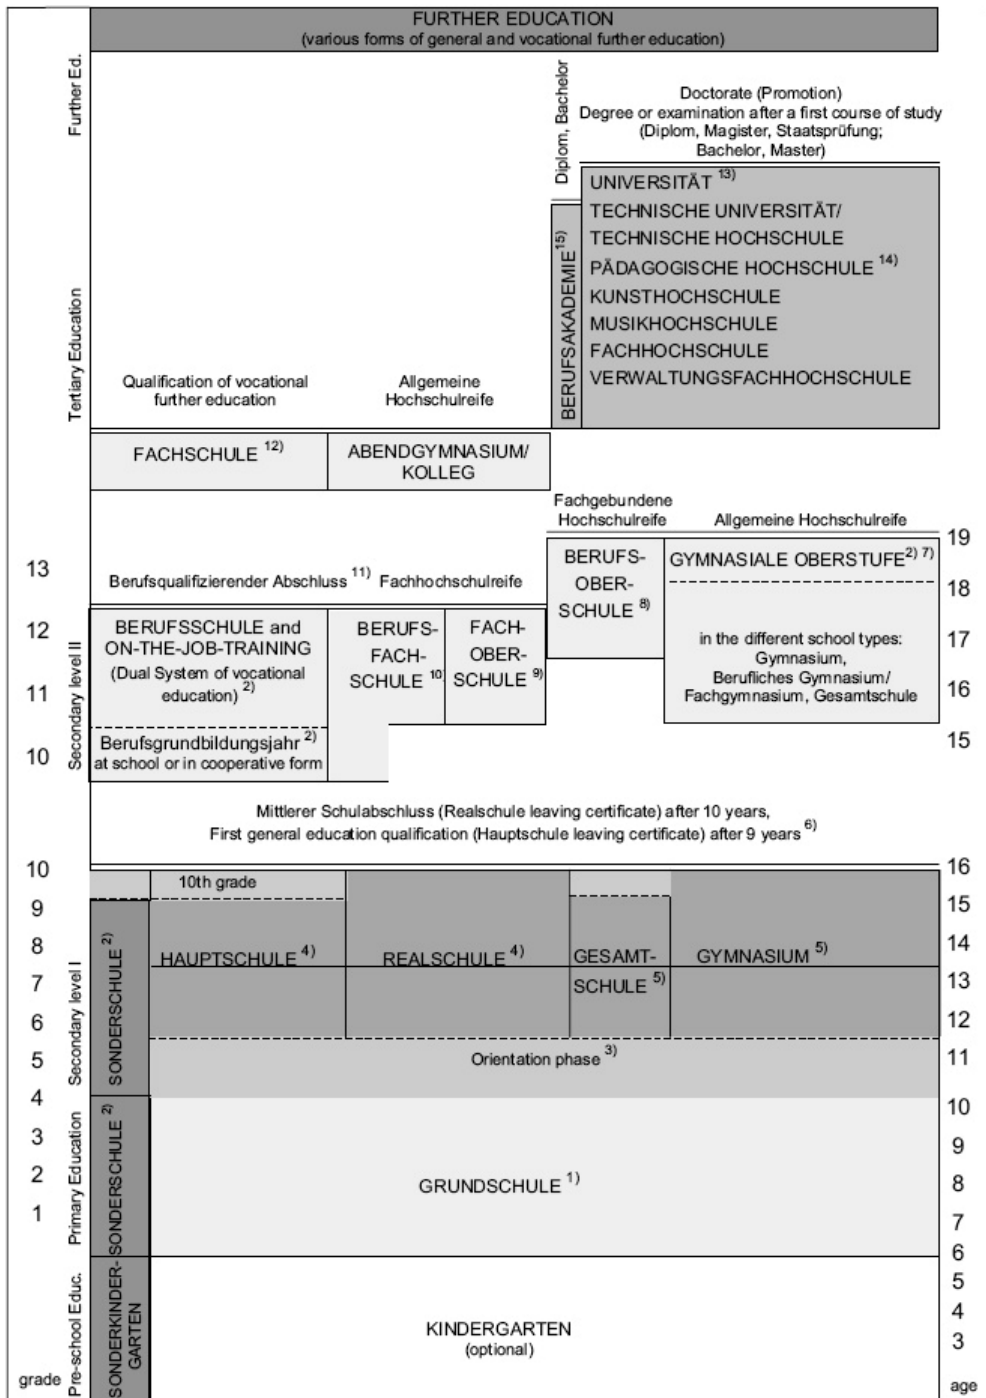 FURTHER EDUCATION
(various forms of general and vocational further education)
Further Ed.
Diplom, Bachelor
Doctorate (Promotion)
Degree or examination after a first course of study
(Diplom, Magister, Staatsprüfung;
Bachelor, Master)
Tertiary Education
BERUFSAKADEMIE 15)
UNIVERSITÄT 13)
TECHNISCHE UNIVERSITÄT/
TECHNISCHE HOCHSCHULE
PÄDAGOGISCHE HOCHSCHULE 14)
KUNSTHOCHSCHULE
MUSIKHOCHSCHULE
FACHHOCHSCHULE
VERWALTUNGSFACHHOCHSCHULE
Qualification of vocational
further education
Allgemeine
Hochschulreife
FACHSCHULE 12)
ABENDGYMNASIUM/
KOLLEG
Fachgebundene
Hochschulreife
Allgemeine Hochschulreife
Secondary level II
13
12
11
10
Berufsqualifizierender Abschluss 11)
Fachhochschulreife
BERUFSSCHULE and
ON-THE-JOB-TRAINING
(Dual System of vocational
education) 2)
Berufsgrundbildungsjahr 2)
at school or in cooperative form
BERUFS-
FACH-
SCHULE 10)
FACH-
OBER-
SCHULE 9)
BERUFS-
OBER-
SCHULE 8)
GYMNASIALE OBERSTUFE 2) 7)
in the different school types:
Gymnasium,
Berufliches Gymnasium/
Fachgymnasium, Gesamtschule
19
18
17
16
15
Mittlerer Schulabschluss (Realschule leaving certificate) after 10 years,
First general education qualification (Hauptschule leaving certificate) after 9 years 6)
10
9
8
7
6
5
4
3
2
1
Secondary level I
SONDERSCHULE 2)
10th grade
HAUPTSCHULE 4)
REALSCHULE 4)
GESAMT-
SCHULE 5)
GYMNASIUM 5)
Orientation phase 3)
Primary Education
SONDERSCHULE 2)
GRUNDSCHULE 1)
Pre-school Educ.
SONDERKINDER-
GARTEN
KINDERGARTEN
(optional)
16
15
14
13
12
11
10
9
8
7
6
5
4
3
grade
age